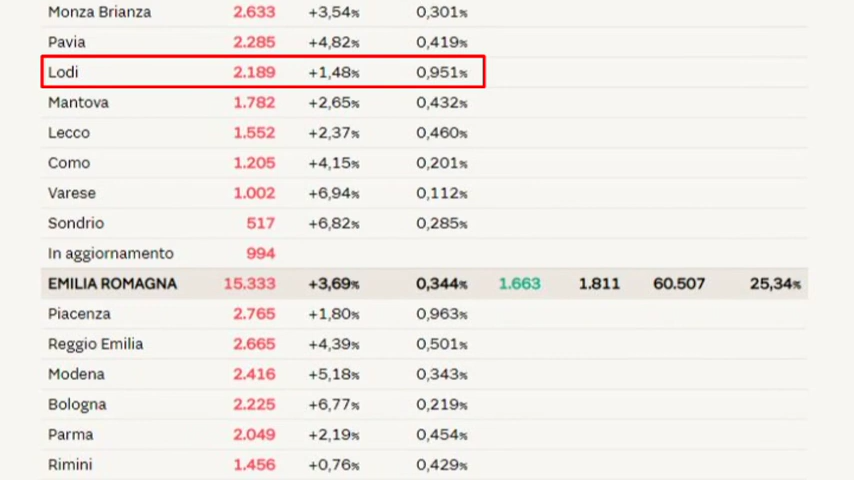 Monza Brianza 2.633 +3,54% 0,301%
Pavia 2.285 +4,82% 0,419%
Lodi 2.189 +1,48% 0,951%
Mantova 1.782 +2,65% 0,432%
Lecco 1.552 +2,37% 0,460%
Como 1.205 +4,15% 0,201%
Varese 1.002 +6,94% 0,112%
Sondrio 517 +6,82% 0,285%
In aggiornamento 994
EMILIA ROMAGNA 15.333 +3,69% 0,344% 1.663 1.811 60.507 25,34%
Piacenza 2.765 +1,80% 0,963%
Reggio Emilia 2.665 +4,39% 0,501%
Modena 2.416 +5,18% 0,343%
Bologna 2.225 +6,77% 0,219%
Parma 2.049 +2,19% 0,454%
Rimini 1.456 +0,76% 0,429%